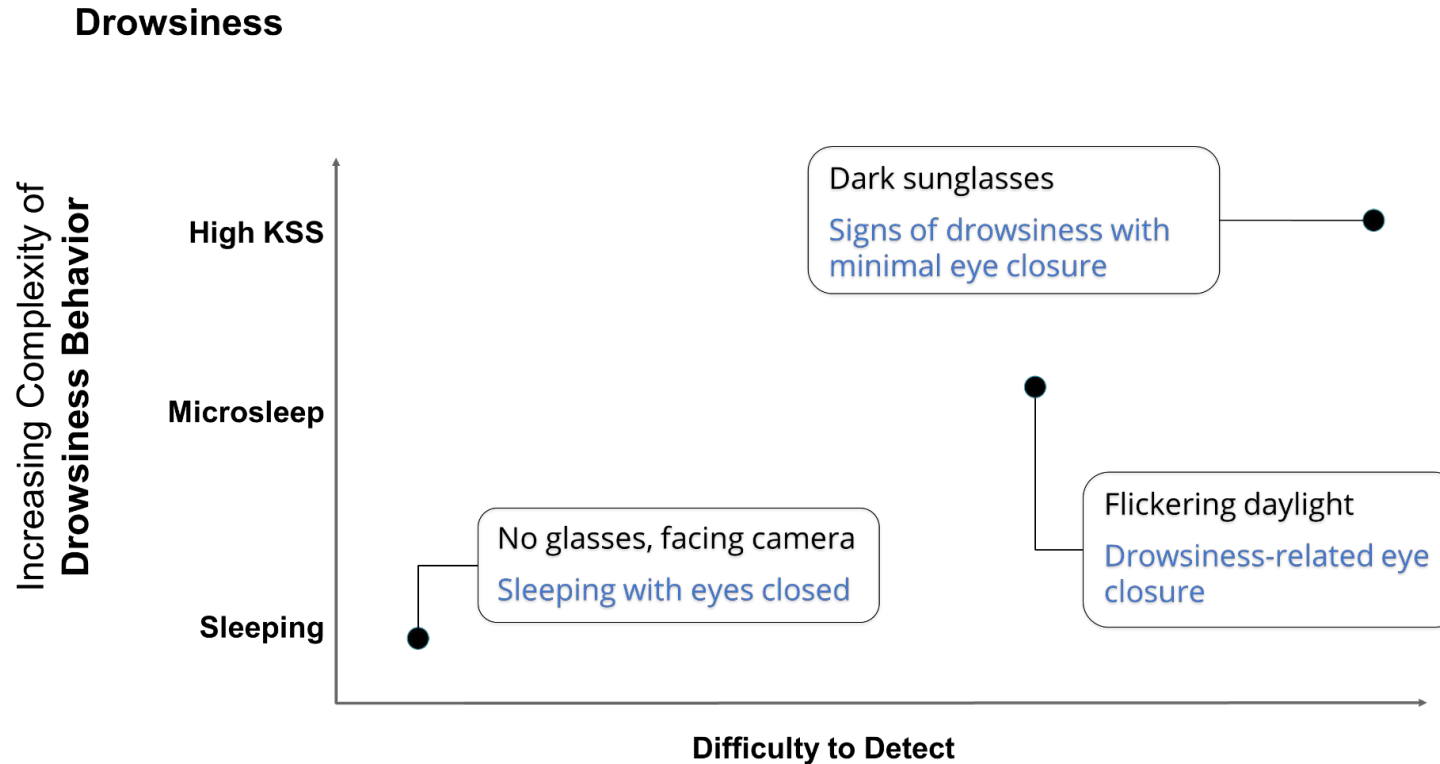 Drowsiness
Increasing Complexity of
Drowsiness Behavior
High KSS
Microsleep
Sleeping
Dark sunglasses
Signs of drowsiness with
minimal eye closure
No glasses, facing camera
Sleeping with eyes closed
Flickering daylight
Drowsiness-related eye
closure
Difficulty to Detect